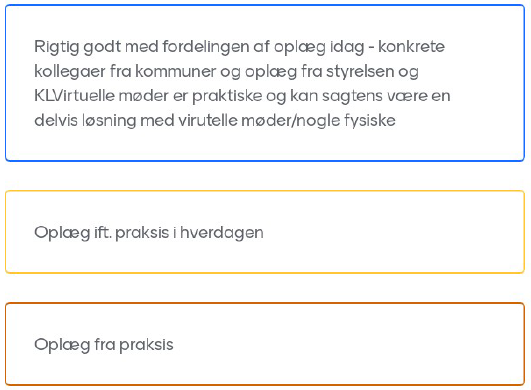 Rigtig godt med fordelingen af oplæg idag - konkrete
kollegaer fra kommuner og oplæg fra styrelsen og
KLVirtuelle møder er praktiske og kan sagtens være en
delvis løsning med virutelle møder/nogle fysiske
Oplæg ift. praksis i hverdagen
Oplæg fra praksis